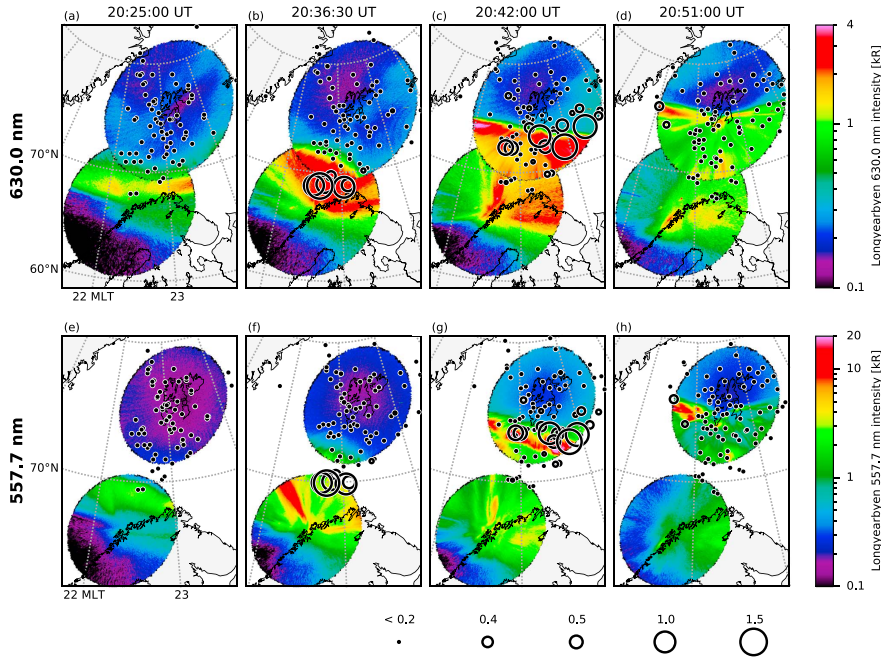 20:25:00 UT 20:36:30 UT 20:42:00 UT 20:51:00 UT
(a) (b) (c) (d)
630.0 nm
70°N
60°N
22 MLT 23
4
1
0.1
Longyearbyen 630.0 nm intensity [kR]
(e) (f) (g) (h)
557.7 nm
70°N
22 MLT 23
20
10
1
0.1
Longyearbyen 557.7 nm intensity [kR]
< 0.2 0.4 0.5 1.0 1.5